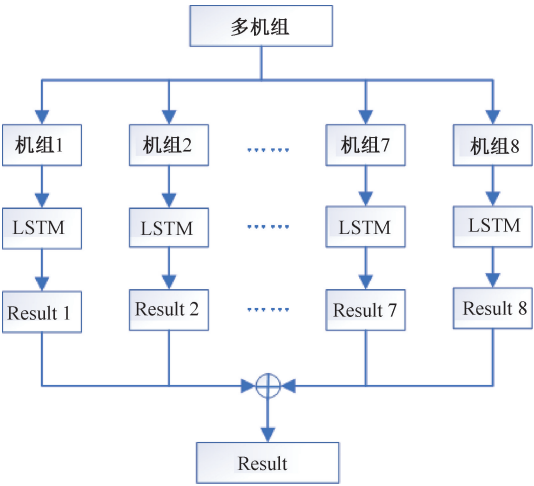 多机组
机组1
机组2
……
机组7
机组8
LSTM
LSTM
……
LSTM
LSTM
Result 1
Result 2
……
Result 7
Result 8
Result